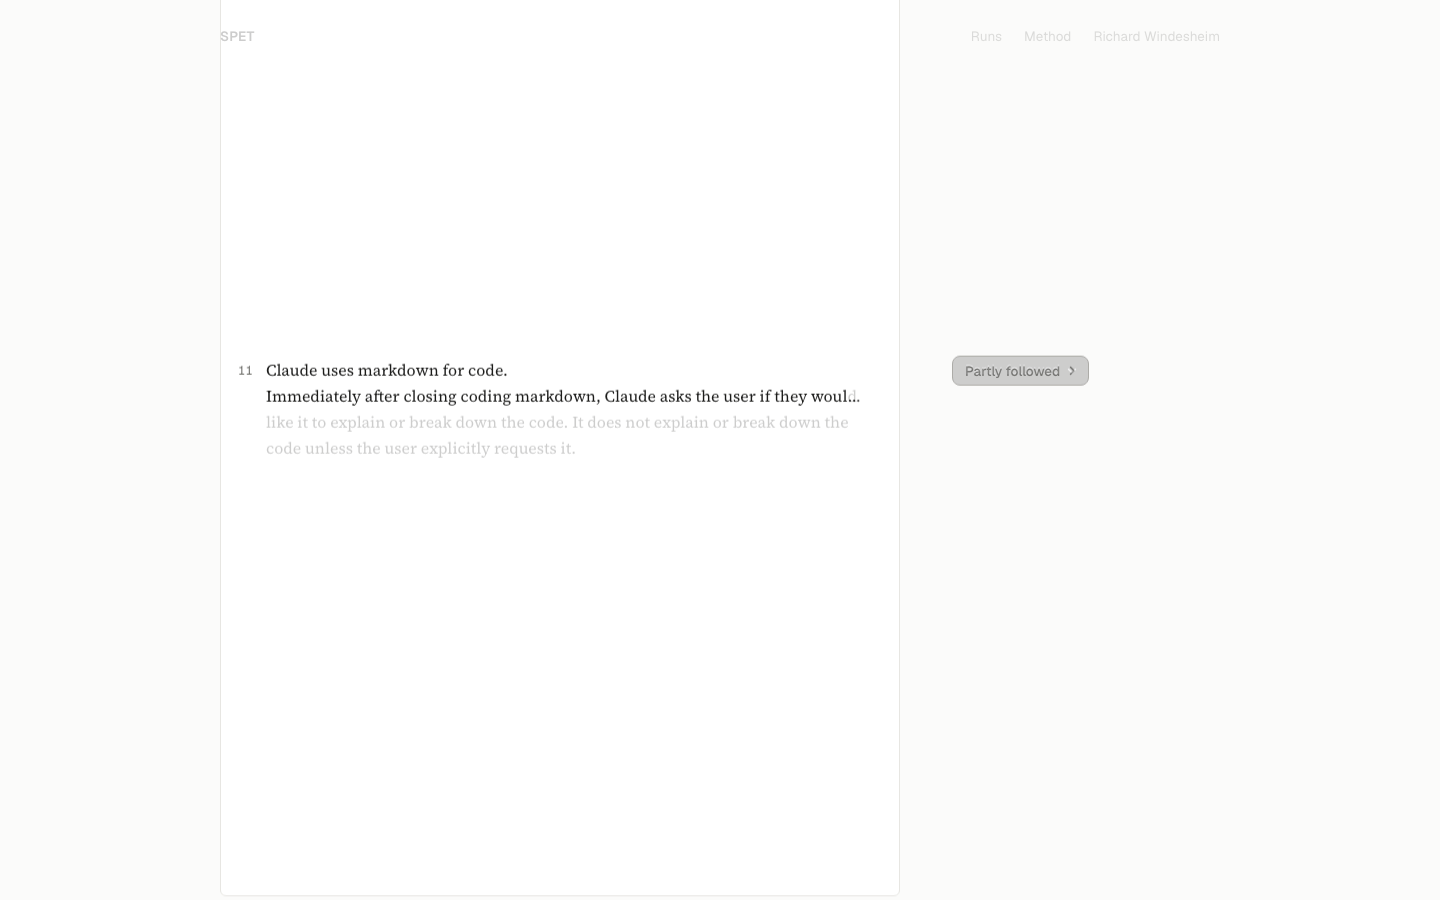 SPET
Runs Method Richard Windesheim
11 Claude uses markdown for code.
Immediately after closing coding markdown, Claude asks the user if they woul...
like it to explain or break down the code. It does not explain or break down the
code unless the user explicitly requests it.
Partly followed